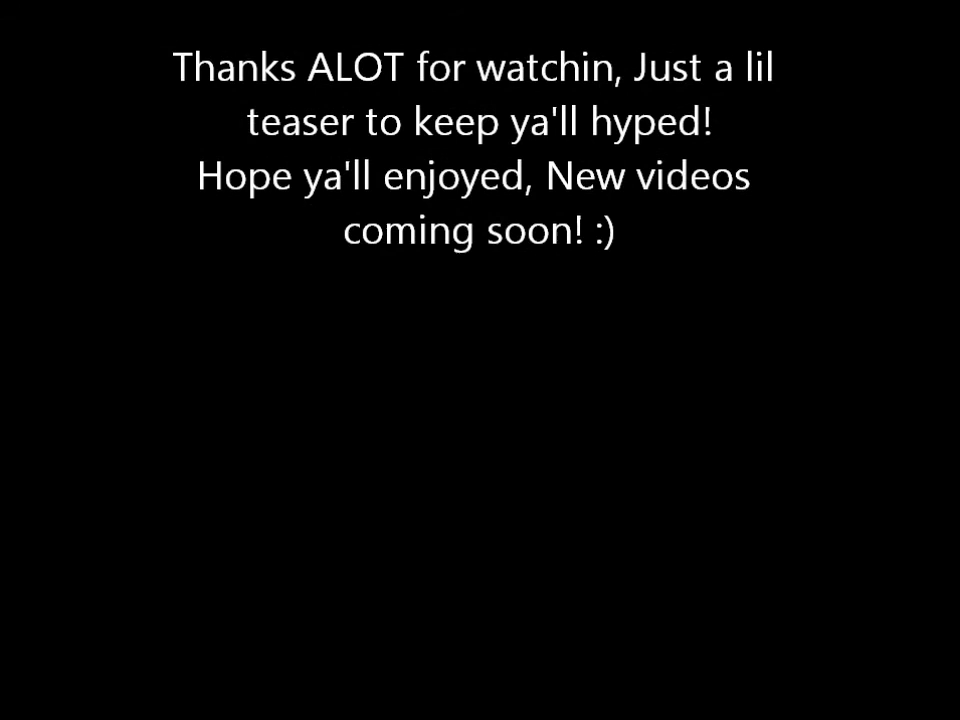 Thanks ALOT for watchin, Just a lil
teaser to keep ya'll hyped!
Hope ya'll enjoyed, New videos
coming soon! :)